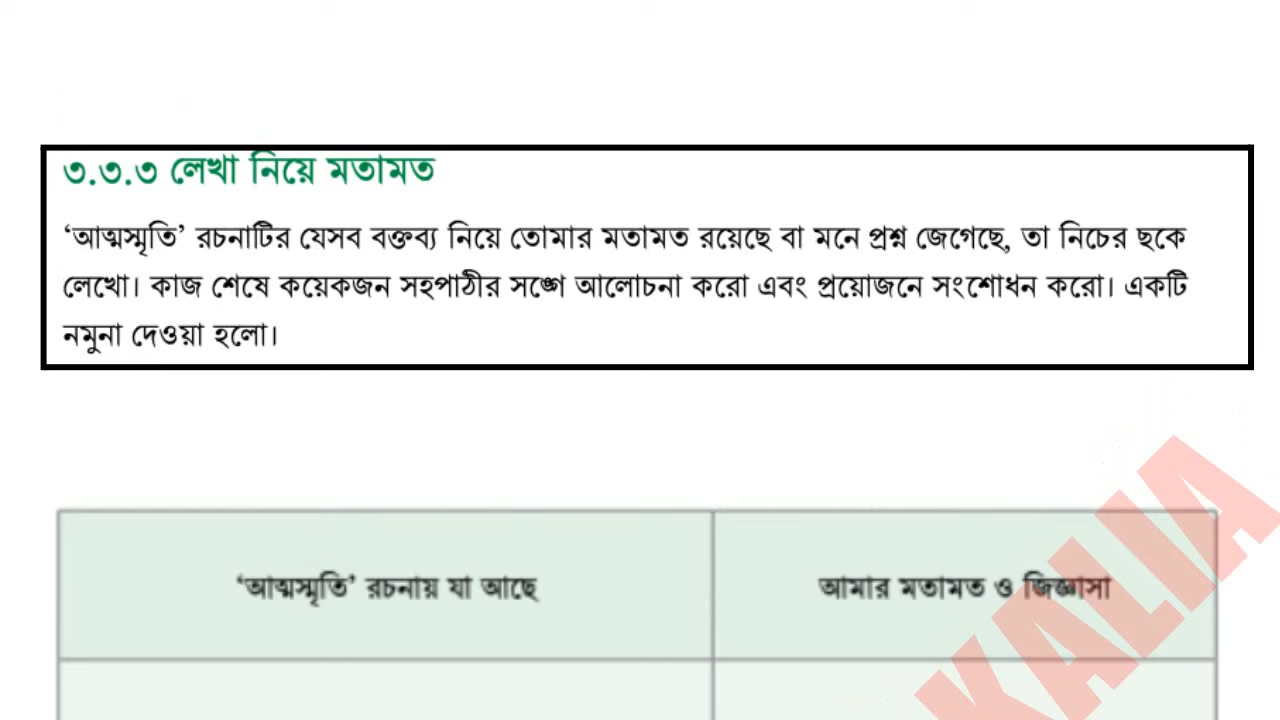 ৩.৩.৩ লেখা নিয়ে মতামত
‘আত্মস্মৃতি’ রচনাটির যেসব বক্তব্য নিয়ে তোমার মতামত রয়েছে বা মনে প্রশ্ন জেগেছে, তা নিচের ছকে
লেখো। কাজ শেষে কয়েকজন সহপাঠীর সঙ্গে আলোচনা করো এবং প্রয়োজনে সংশোধন করো। একটি
নমুনা দেওয়া হলো।
‘আত্মস্মৃতি’ রচনায় যা আছে
আমার মতামত ও জিজ্ঞাসা
KALIA